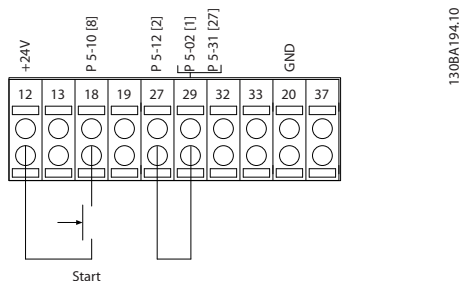 +24V
P 5-10 [8]
P 5-12 [2]
P 5-02 [1]
P 5-31 [27]
GND
130BA194.10
12 13 18 19 27 29 32 33 20 37
Start